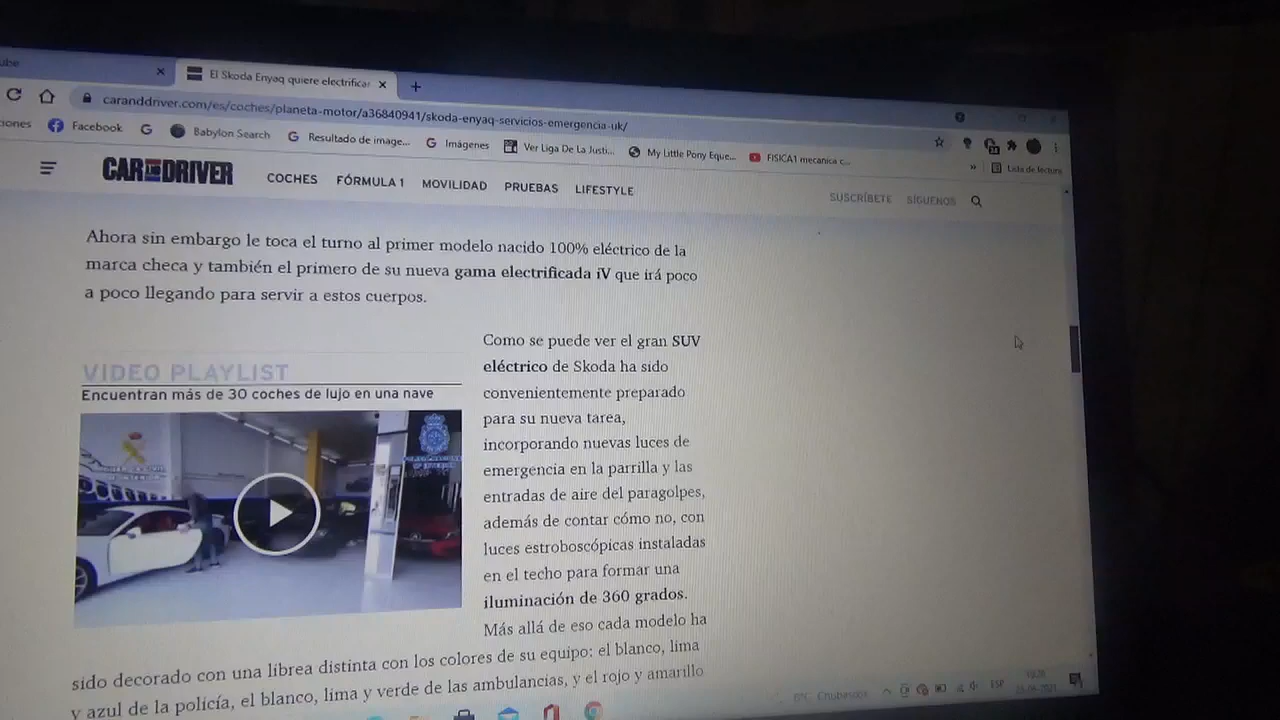 ube
El Skoda Enyaq quiere electrificar
caranddriver.com/es/coches/planeta-motor/a36840941/skoda-enyaq-servicios-emergencia-uk/
ciones Facebook Babylon Search Resultado de image... Imágenes Ver Liga De La Justi... My Little Pony Eque... FISICA1 mecanica c... »
Lista de lectura
CAR AND DRIVER COCHES FÓRMULA 1 MOVILIDAD PRUEBAS LIFESTYLE SUSCRÍBETE SÍGUENOS
Ahora sin embargo le toca el turno al primer modelo nacido 100% eléctrico de la
marca checa y también el primero de su nueva gama electrificada iV que irá poco
a poco llegando para servir a estos cuerpos.
VIDEO PLAYLIST
Encuentran más de 30 coches de lujo en una nave
Como se puede ver el gran SUV
eléctrico de Skoda ha sido
convenientemente preparado
para su nueva tarea,
incorporando nuevas luces de
emergencia en la parrilla y las
entradas de aire del paragolpes,
además de contar cómo no, con
luces estroboscópicas instaladas
en el techo para formar una
iluminación de 360 grados.
Más allá de eso cada modelo ha
sido decorado con una librea distinta con los colores de su equipo: el blanco, lima
y azul de la policía, el blanco, lima y verde de las ambulancias, y el rojo y amarillo
Chubascos ESP